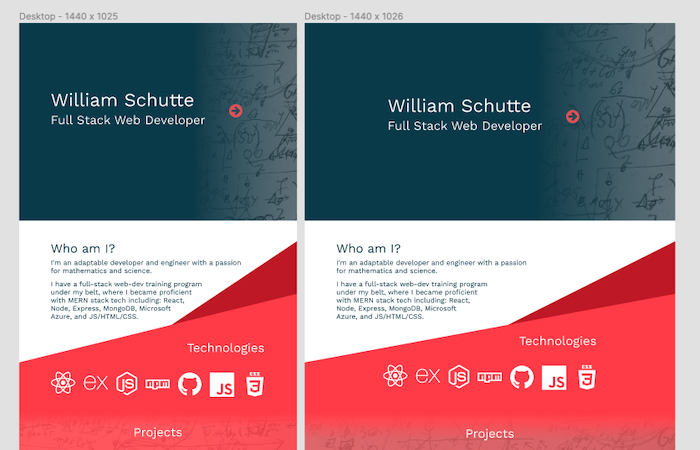 Desktop - 1440 x 1025
William Schutte
Full Stack Web Developer
Who am I?
I'm an adaptable developer and engineer with a passion
for mathematics and science.
I have a full-stack web-dev training program
under my belt, where I became proficient
with MERN stack tech including: React,
Node, Express, MongoDB, Microsoft
Azure, and JS/HTML/CSS.
Technologies
ex
JS
npm
JS
CSS
3
Projects
Desktop - 1440 x 1026
William Schutte
Full Stack Web Developer
Who am I?
I'm an adaptable developer and engineer with a passion
for mathematics and science.
I have a full-stack web-dev training program
under my belt, where I became proficient
with MERN stack tech including: React,
Node, Express, MongoDB, Microsoft
Azure, and JS/HTML/CSS.
Technologies
ex
JS
npm
JS
CSS
3
Projects